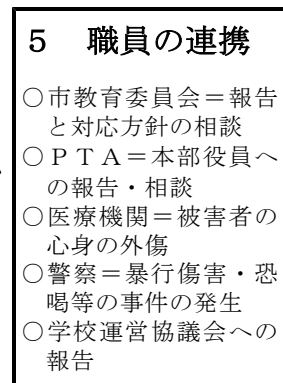 ５　職員の連携
○市教育委員会＝報告
と対応方針の相談
○ＰＴＡ＝本部役員へ
の報告・相談
○医療機関＝被害者の
心身の外傷
○警察＝暴行傷害・恐
喝等の事件の発生
○学校運営協議会への
報告